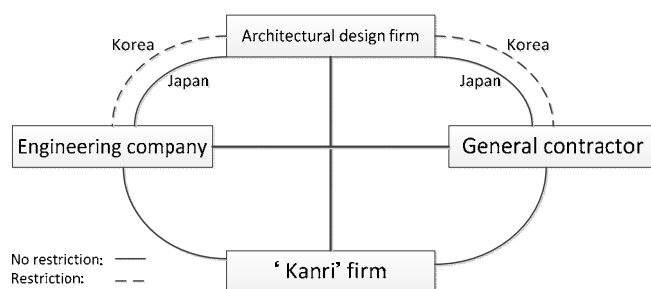 Architectural design firm
Korea
Korea
Japan
Japan
Engineering company
General contractor
‘ Kanri’ firm
No restriction:
Restriction: